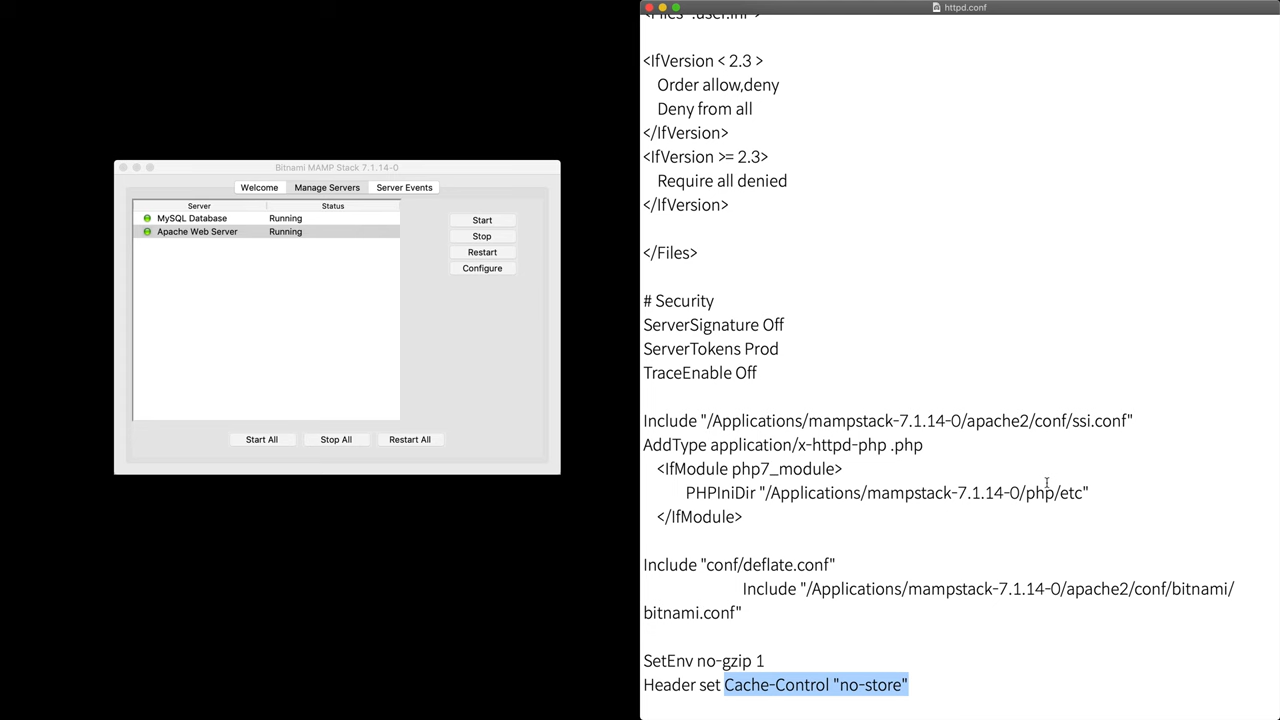 Bitnami MAMP Stack 7.1.14-0
Welcome
Manage Servers
Server Events
Server
Status
MySQL Database
Running
Apache Web Server
Running
Start
Stop
Restart
Configure
Start All
Stop All
Restart All
httpd.conf
<IfVersion < 2.3 >
Order allow,deny
Deny from all
</IfVersion>
<IfVersion >= 2.3>
Require all denied
</IfVersion>
</Files>
# Security
ServerSignature Off
ServerTokens Prod
TraceEnable Off
Include "/Applications/mampstack-7.1.14-0/apache2/conf/ssi.conf"
AddType application/x-httpd-php .php
<IfModule php7_module>
PHPIniDir "/Applications/mampstack-7.1.14-0/php/etc"
</IfModule>
Include "conf/deflate.conf"
Include "/Applications/mampstack-7.1.14-0/apache2/conf/bitnami/
bitnami.conf"
SetEnv no-gzip 1
Header set Cache-Control "no-store"